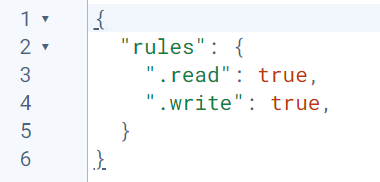 1 {
2 "rules": {
3 ".read": true,
4 ".write": true,
5 }
6 }